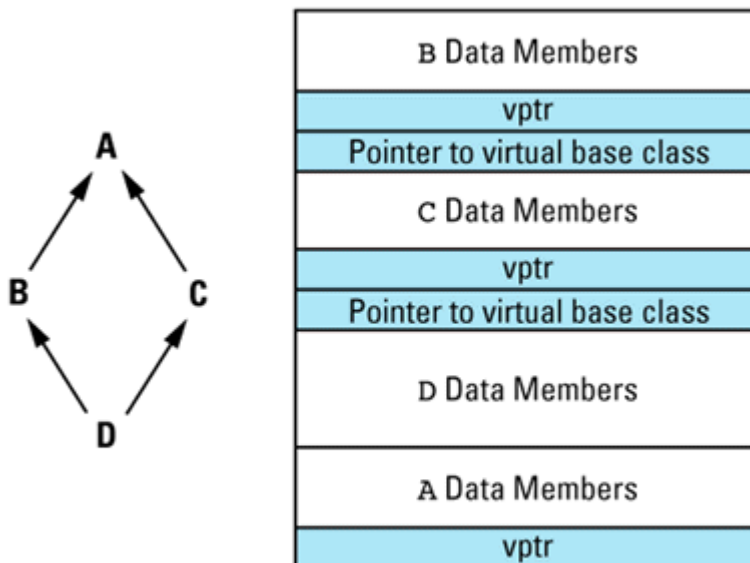 A
B C
D
B Data Members
vptr
Pointer to virtual base class
C Data Members
vptr
Pointer to virtual base class
D Data Members
A Data Members
vptr